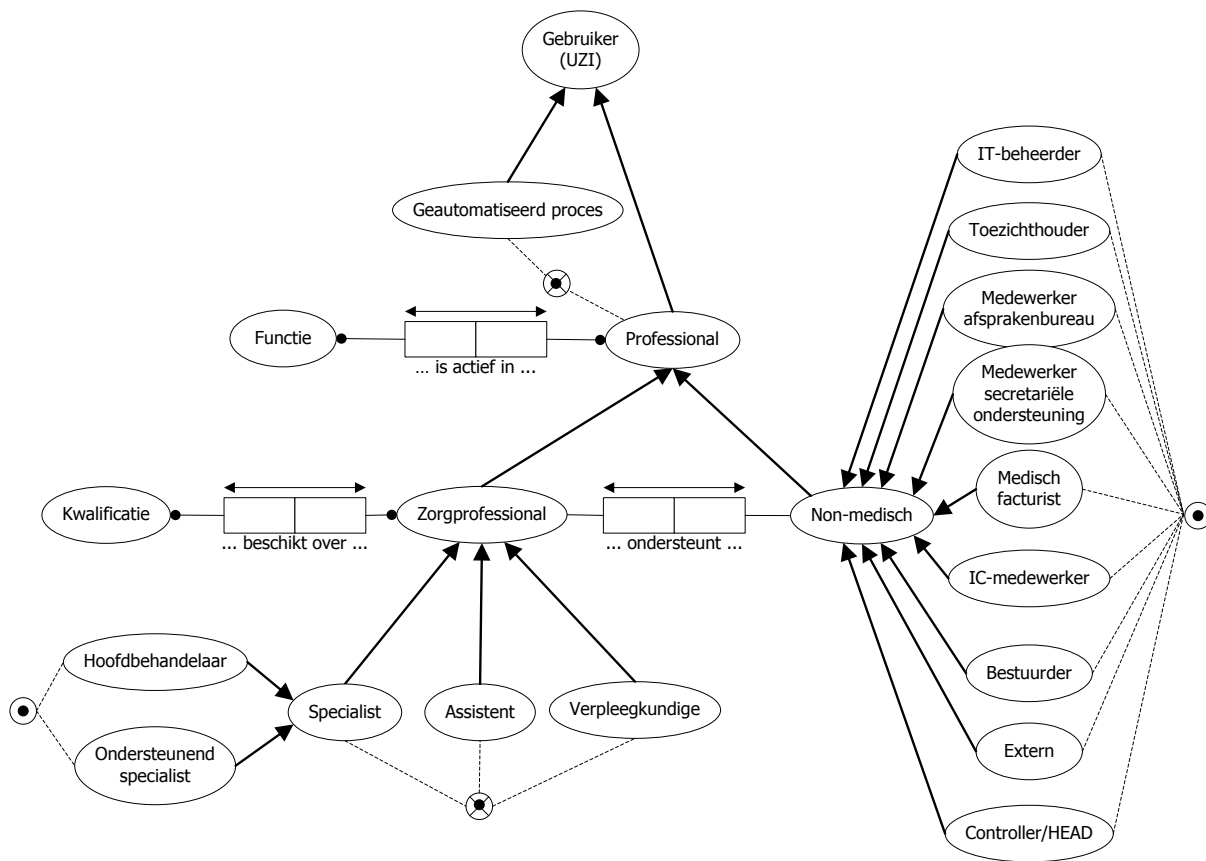 Gebruiker
(UZI)
IT-beheerder
Geautomatiseerd proces
Toezichthouder
Medewerker
afsprakenbureau
Functie
Professional
... is actief in ...
Medewerker
secretariële
ondersteuning
Medisch
facturist
Kwalificatie
Zorgprofessional
Non-medisch
... beschikt over ...
... ondersteunt ...
IC-medewerker
Hoofdbehandelaar
Bestuurder
Specialist
Assistent
Verpleegkundige
Ondersteunend
specialist
Extern
Controller/HEAD